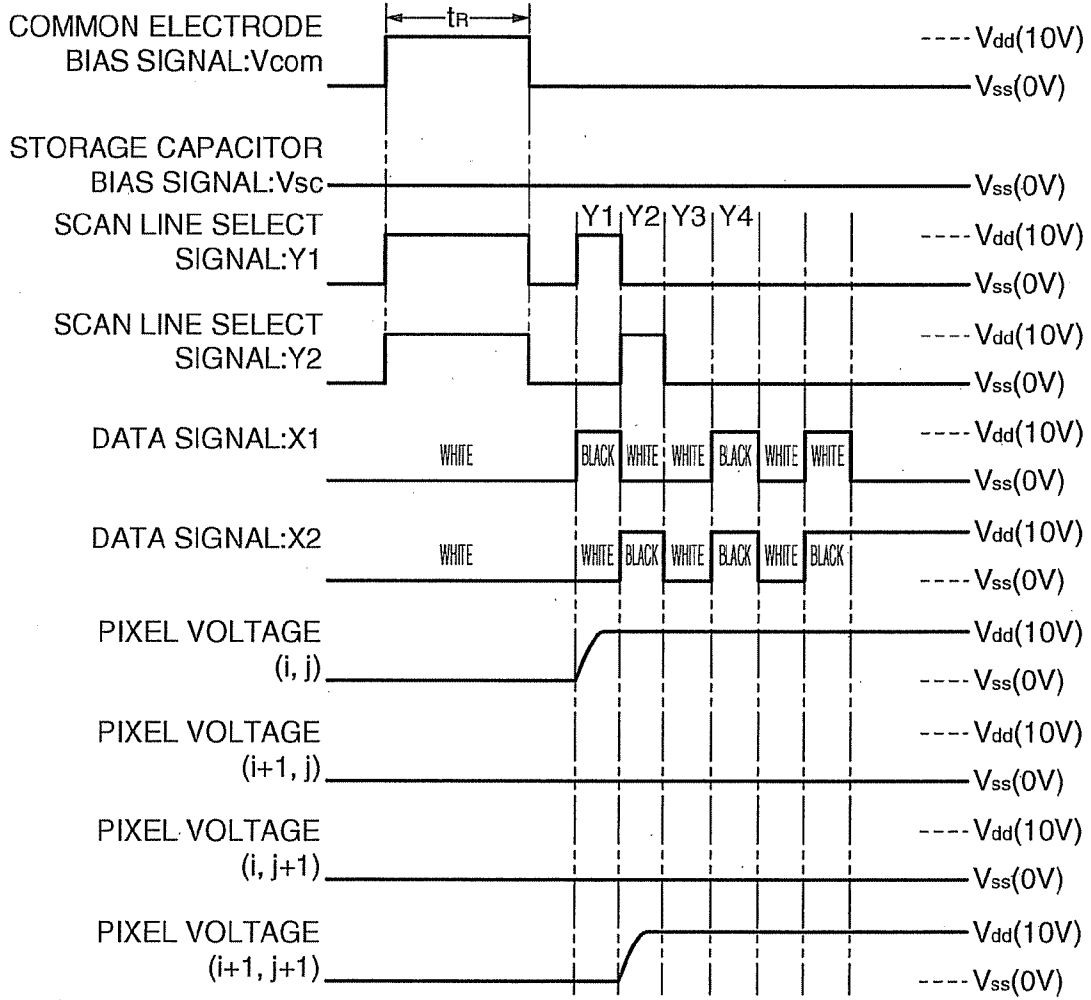 tR
COMMON ELECTRODE
BIAS SIGNAL:Vcom
Vdd(10V)
Vss(0V)
STORAGE CAPACITOR
BIAS SIGNAL:Vsc
Vss(0V)
Y1 Y2 Y3 Y4
SCAN LINE SELECT
SIGNAL:Y1
Vdd(10V)
Vss(0V)
SCAN LINE SELECT
SIGNAL:Y2
Vdd(10V)
Vss(0V)
DATA SIGNAL:X1
WHITE BLACK WHITE WHITE BLACK WHITE WHITE
Vdd(10V)
Vss(0V)
DATA SIGNAL:X2
WHITE WHITE BLACK WHITE BLACK WHITE BLACK
Vdd(10V)
Vss(0V)
PIXEL VOLTAGE
(i, j)
Vdd(10V)
Vss(0V)
PIXEL VOLTAGE
(i+1, j)
Vdd(10V)
Vss(0V)
PIXEL VOLTAGE
(i, j+1)
Vdd(10V)
Vss(0V)
PIXEL VOLTAGE
(i+1, j+1)
Vdd(10V)
Vss(0V)